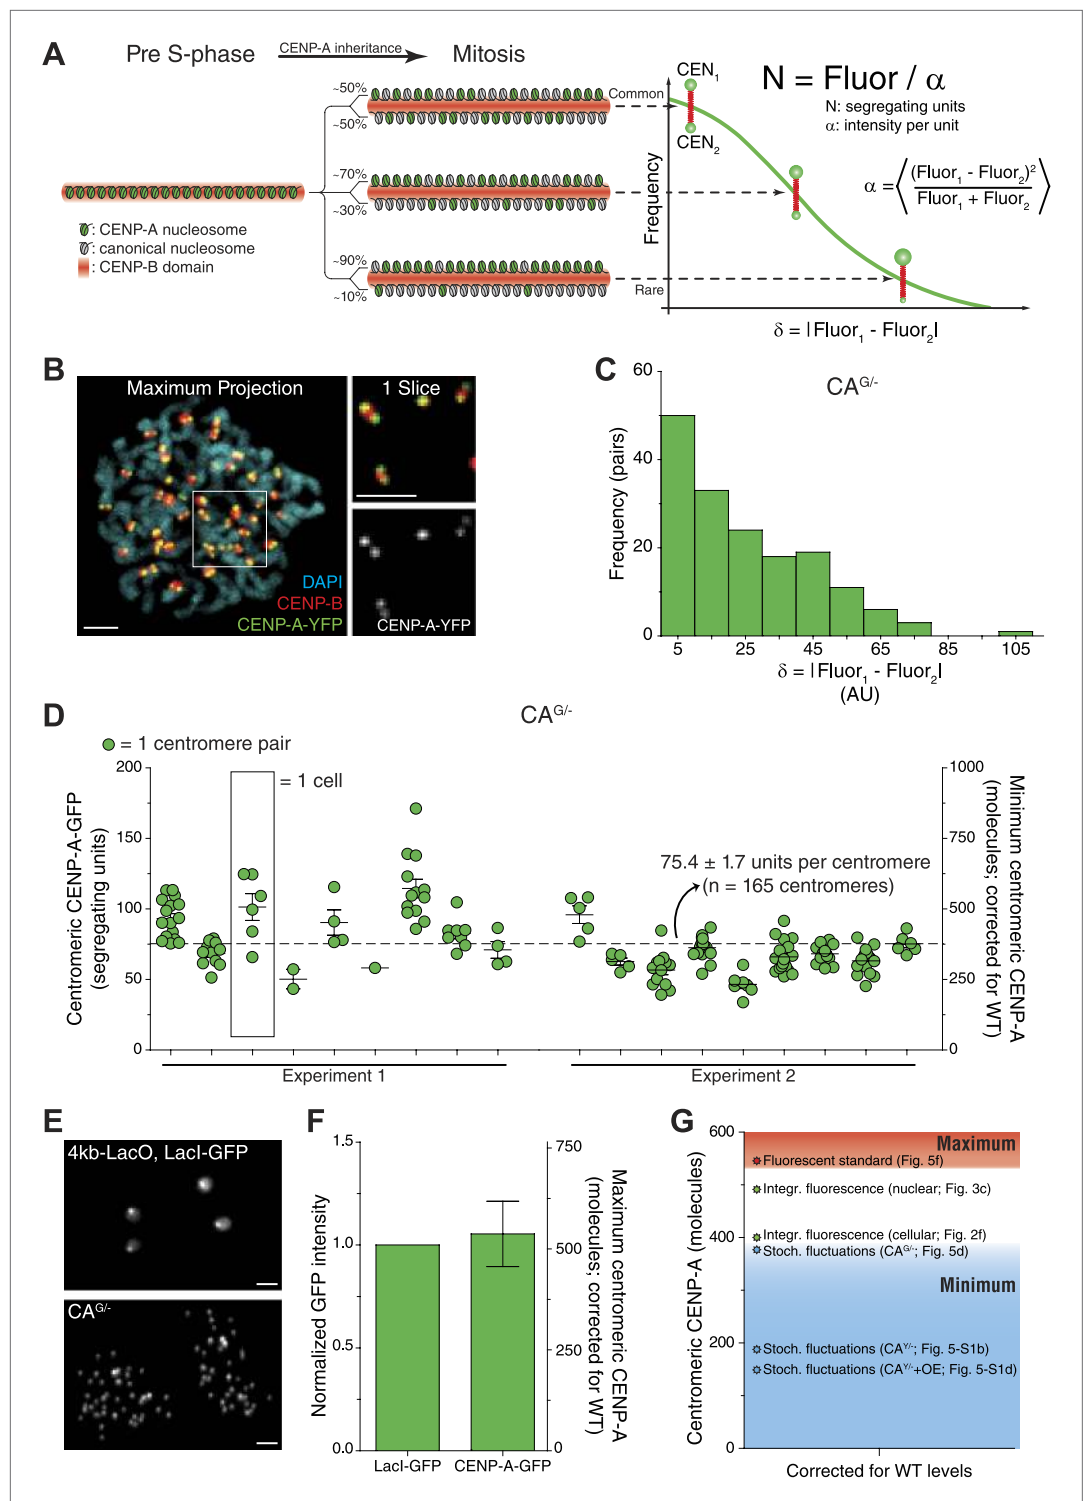 A
Pre S-phase
CENP-A inheritance
Mitosis
~50%
~50%
~70%
~30%
~90%
~10%
: CENP-A nucleosome
: canonical nucleosome
: CENP-B domain
Common
Rare
Frequency
CEN1
CEN2
N = Fluor / α
N: segregating units
α: intensity per unit
α = ⟨ (Fluor1 - Fluor2)² / Fluor1 + Fluor2 ⟩
δ = |Fluor1 - Fluor2|
B
Maximum Projection
1 Slice
DAPI
CENP-B
CENP-A-YFP
CENP-A-YFP
C
CA^G/-
Frequency (pairs)
60
40
20
0
5 25 45 65 85 105
δ = |Fluor1 - Fluor2|
(AU)
D
CA^G/-
= 1 centromere pair
= 1 cell
Centromeric CENP-A-GFP
(segregating units)
200
150
100
50
0
75.4 ± 1.7 units per centromere
(n = 165 centromeres)
1000
750
500
250
0
Minimum centromeric CENP-A
(molecules; corrected for WT)
Experiment 1
Experiment 2
E
4kb-LacO, LacI-GFP
CA^G/-
F
Normalized GFP intensity
1.5
1.0
0.5
0.0
LacI-GFP
CENP-A-GFP
750
500
250
0
Maximum centromeric CENP-A
(molecules; corrected for WT)
G
Centromeric CENP-A (molecules)
600
400
200
0
Maximum
Fluorescent standard (Fig. 5f)
Integr. fluorescence (nuclear; Fig. 3c)
Integr. fluorescence (cellular; Fig. 2f)
Stoch. fluctuations (CA^G/-; Fig. 5d)
Minimum
Stoch. fluctuations (CA^Y/-; Fig. 5-S1b)
Stoch. fluctuations (CA^Y/-+OE; Fig. 5-S1d)
Corrected for WT levels